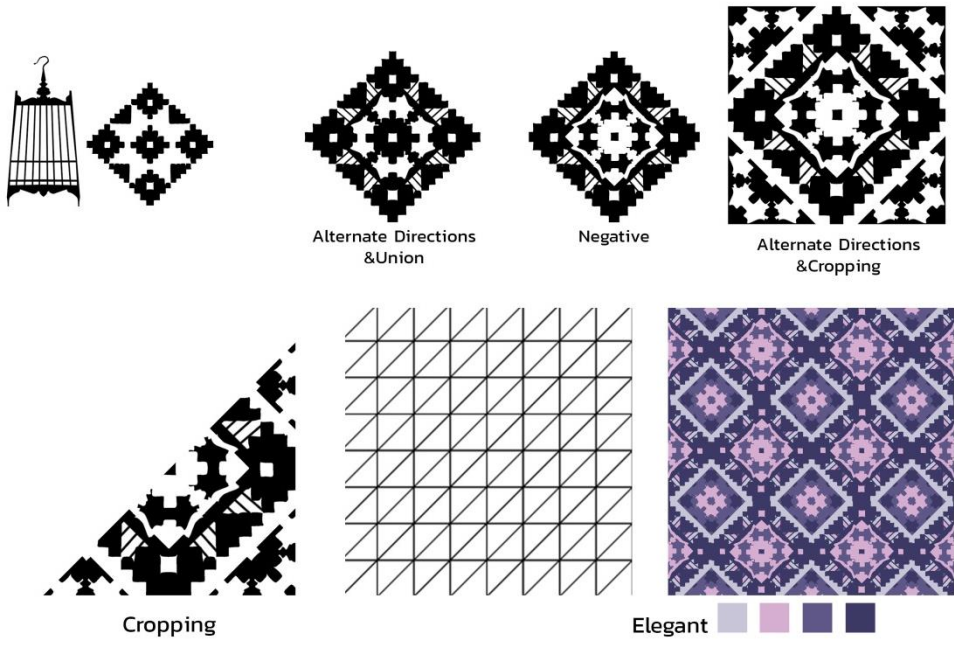 Alternate Directions
&Union
Negative
Alternate Directions
&Cropping
Cropping
Elegant